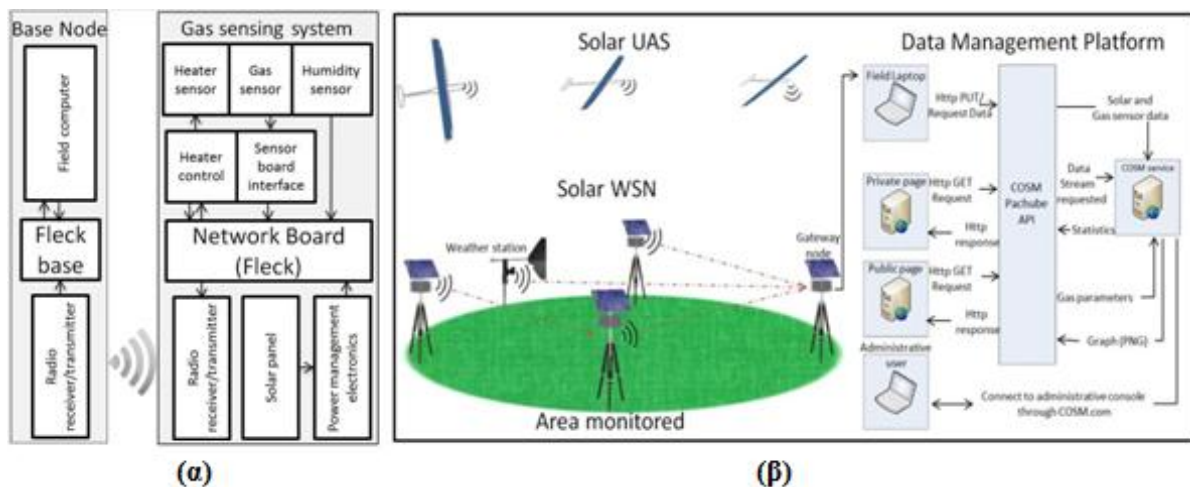 Base Node
Field computer
Fleck
base
Radio
receiver/transmitter
Gas sensing system
Heater
sensor
Gas
sensor
Humidity
sensor
Heater
control
Sensor
board
interface
Network Board
(Fleck)
Radio
receiver/transmitter
Solar panel
Power management
electronics
(α)
Solar UAS
Solar WSN
Weather station
Gateway
node
Area monitored
Data Management Platform
Field Laptop
Http PUT/
Request Data
Solar and
Gas sensor data
Private page
Http GET
Request
COSM
Pachube
API
Data
Stream
requested
COSM service
Http
response
Statistics
Public page
Http GET
Request
Gas parameters
Http
response
Graph (PNG)
Administrative
user
Connect to administrative console
through COSM.com
(β)